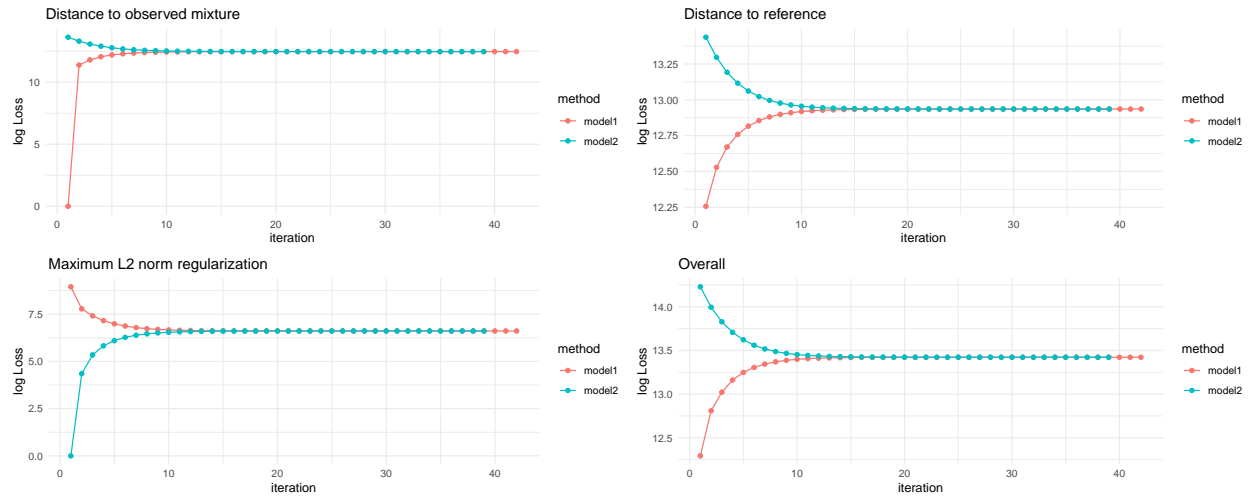 Distance to observed mixture
log Loss
10
5
0
0
10
20
30
40
iteration
method
model1
model2
Distance to reference
log Loss
13.25
13.00
12.75
12.50
12.25
0
10
20
30
40
iteration
method
model1
model2
Maximum L2 norm regularization
log Loss
7.5
5.0
2.5
0.0
0
10
20
30
40
iteration
method
model1
model2
Overall
log Loss
14.0
13.5
13.0
12.5
0
10
20
30
40
iteration
method
model1
model2